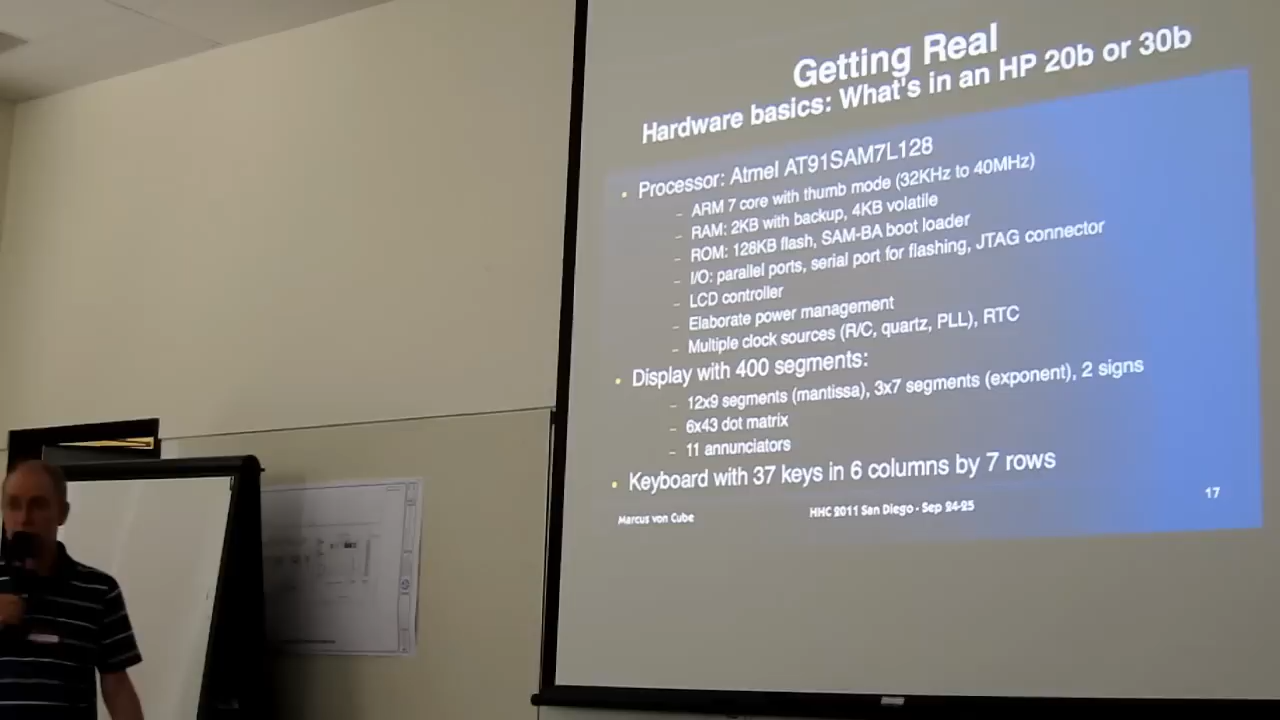 Getting Real
Hardware basics: What's in an HP 20b or 30b
• Processor: Atmel AT91SAM7L128
– ARM 7 core with thumb mode (32KHz to 40MHz)
– RAM: 2KB with backup, 4KB volatile
– ROM: 128KB flash, SAM-BA boot loader
– I/O: parallel ports, serial port for flashing, JTAG connector
– LCD controller
– Elaborate power management
– Multiple clock sources (R/C, quartz, PLL), RTC
• Display with 400 segments:
– 12x9 segments (mantissa), 3x7 segments (exponent), 2 signs
– 6x43 dot matrix
– 11 annunciators
• Keyboard with 37 keys in 6 columns by 7 rows
Marcus von Cube
HHC 2011 San Diego - Sep 24-25
17